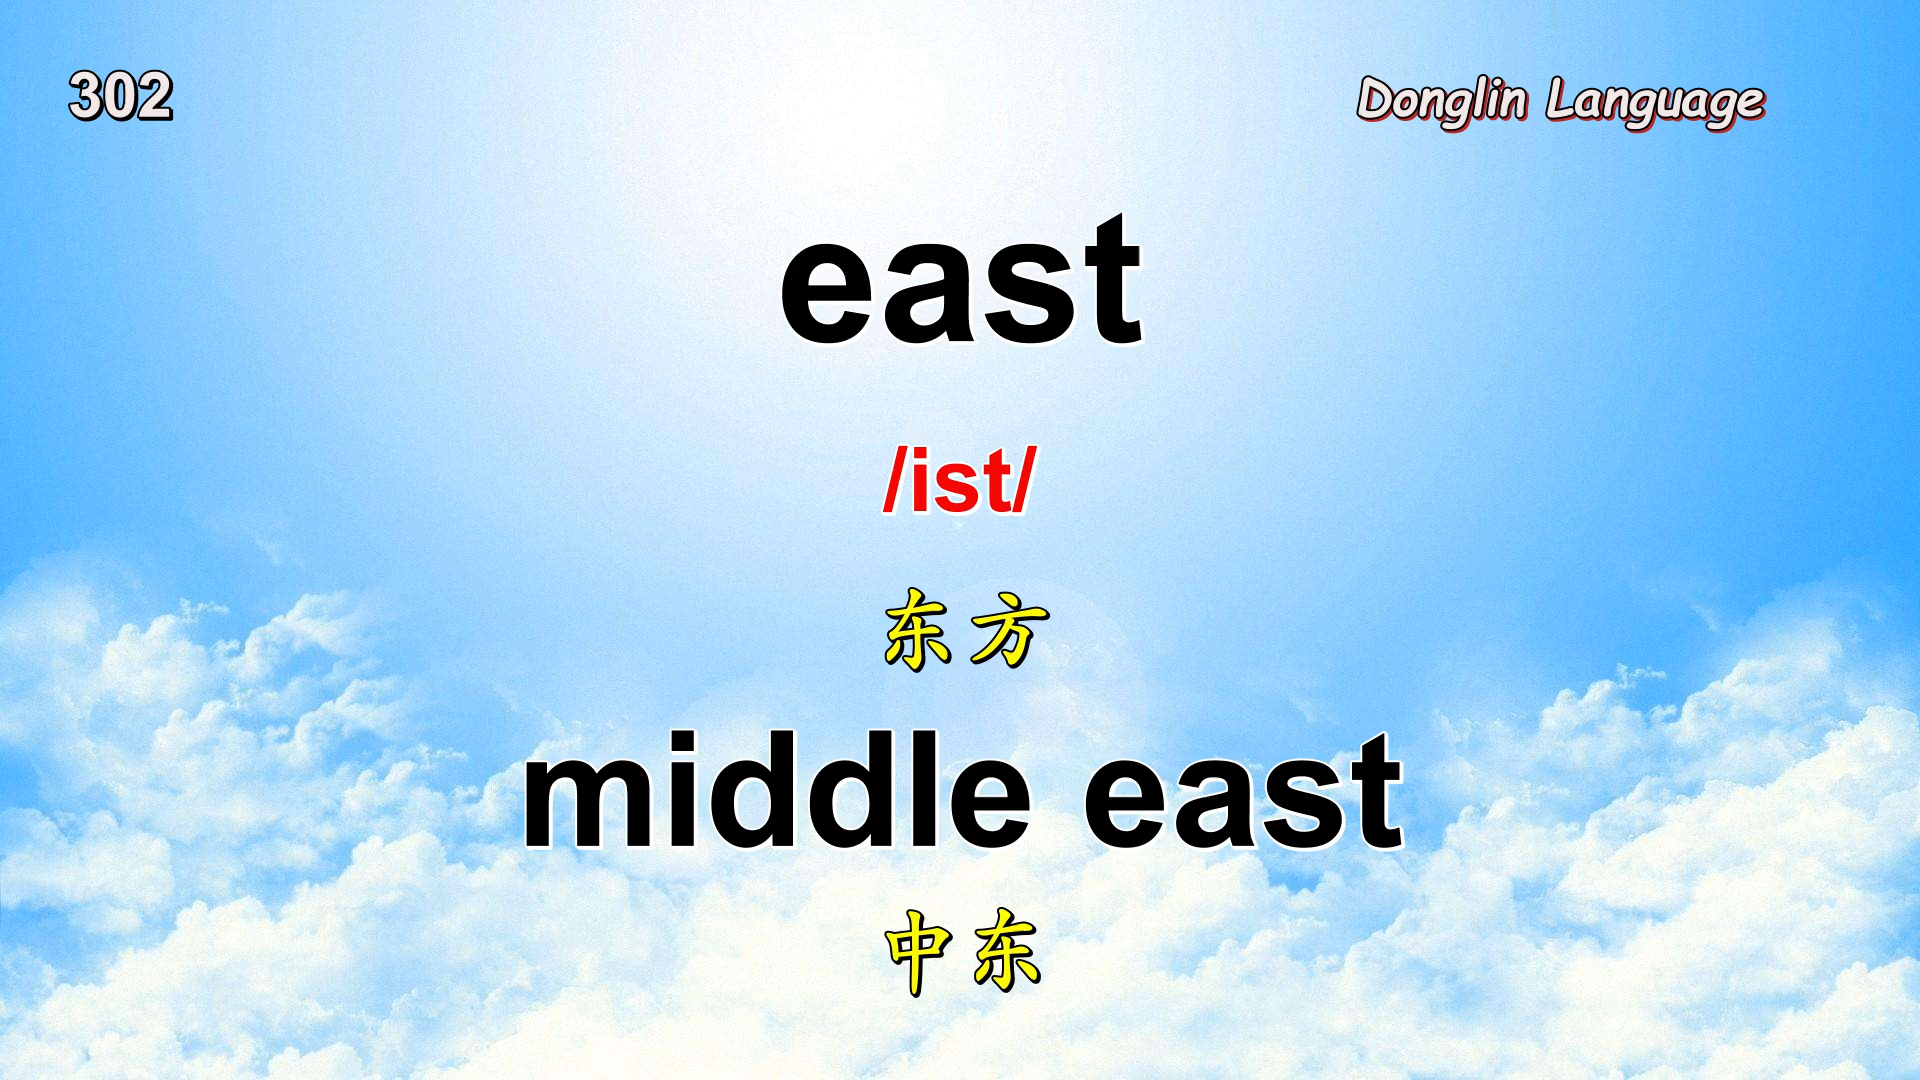 302
Donglin Language
east
/ist/
东方
middle east
中东